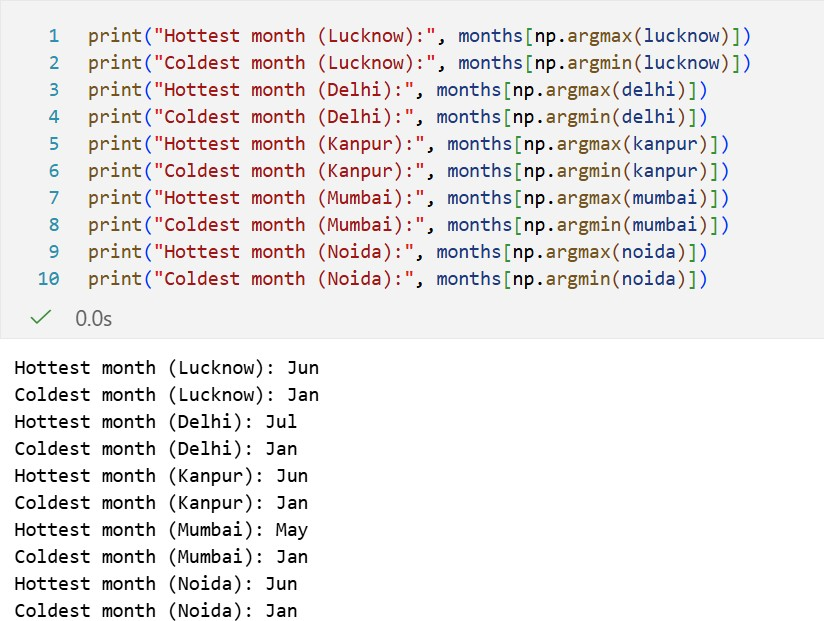 1 print("Hottest month (Lucknow):", months[np.argmax(lucknow)])
2 print("Coldest month (Lucknow):", months[np.argmin(lucknow)])
3 print("Hottest month (Delhi):", months[np.argmax(delhi)])
4 print("Coldest month (Delhi):", months[np.argmin(delhi)])
5 print("Hottest month (Kanpur):", months[np.argmax(kanpur)])
6 print("Coldest month (Kanpur):", months[np.argmin(kanpur)])
7 print("Hottest month (Mumbai):", months[np.argmax(mumbai)])
8 print("Coldest month (Mumbai):", months[np.argmin(mumbai)])
9 print("Hottest month (Noida):", months[np.argmax(noida)])
10 print("Coldest month (Noida):", months[np.argmin(noida)])
0.0s
Hottest month (Lucknow): Jun
Coldest month (Lucknow): Jan
Hottest month (Delhi): Jul
Coldest month (Delhi): Jan
Hottest month (Kanpur): Jun
Coldest month (Kanpur): Jan
Hottest month (Mumbai): May
Coldest month (Mumbai): Jan
Hottest month (Noida): Jun
Coldest month (Noida): Jan